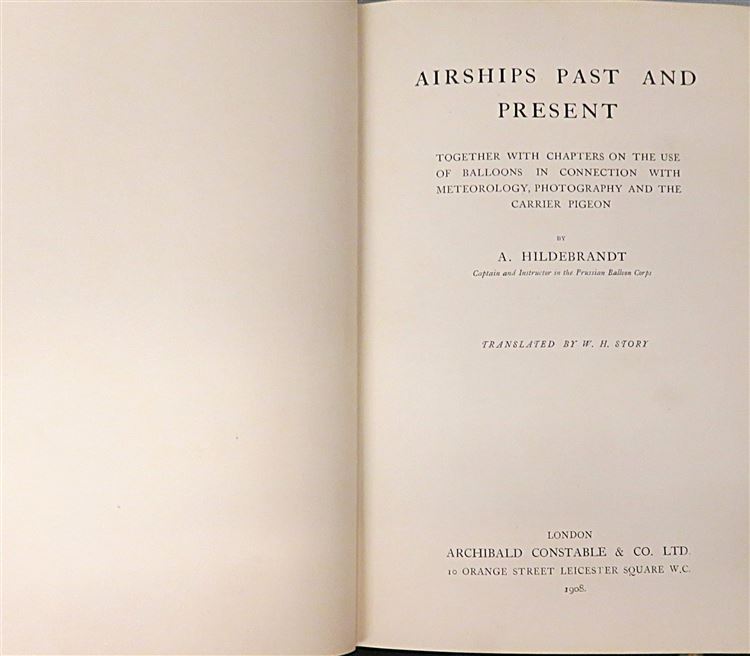 AIRSHIPS PAST AND
PRESENT
TOGETHER WITH CHAPTERS ON THE USE
OF BALLOONS IN CONNECTION WITH
METEOROLOGY, PHOTOGRAPHY AND THE
CARRIER PIGEON
BY
A. HILDEBRANDT
Captain and Instructor in the Prussian Balloon Corps
TRANSLATED BY W. H. STORY
LONDON
ARCHIBALD CONSTABLE & CO. LTD.
10 ORANGE STREET LEICESTER SQUARE W.C.
1908.